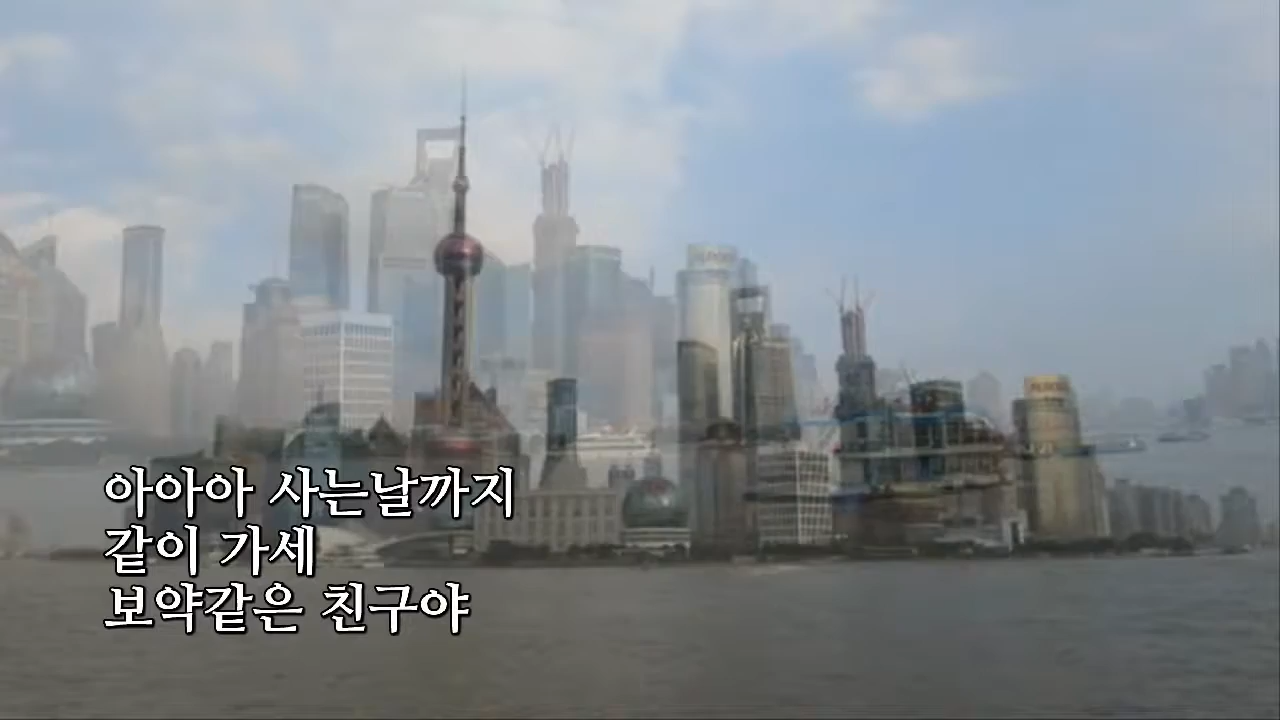 아아아 사는날까지
같이 가세
보약같은 친구야